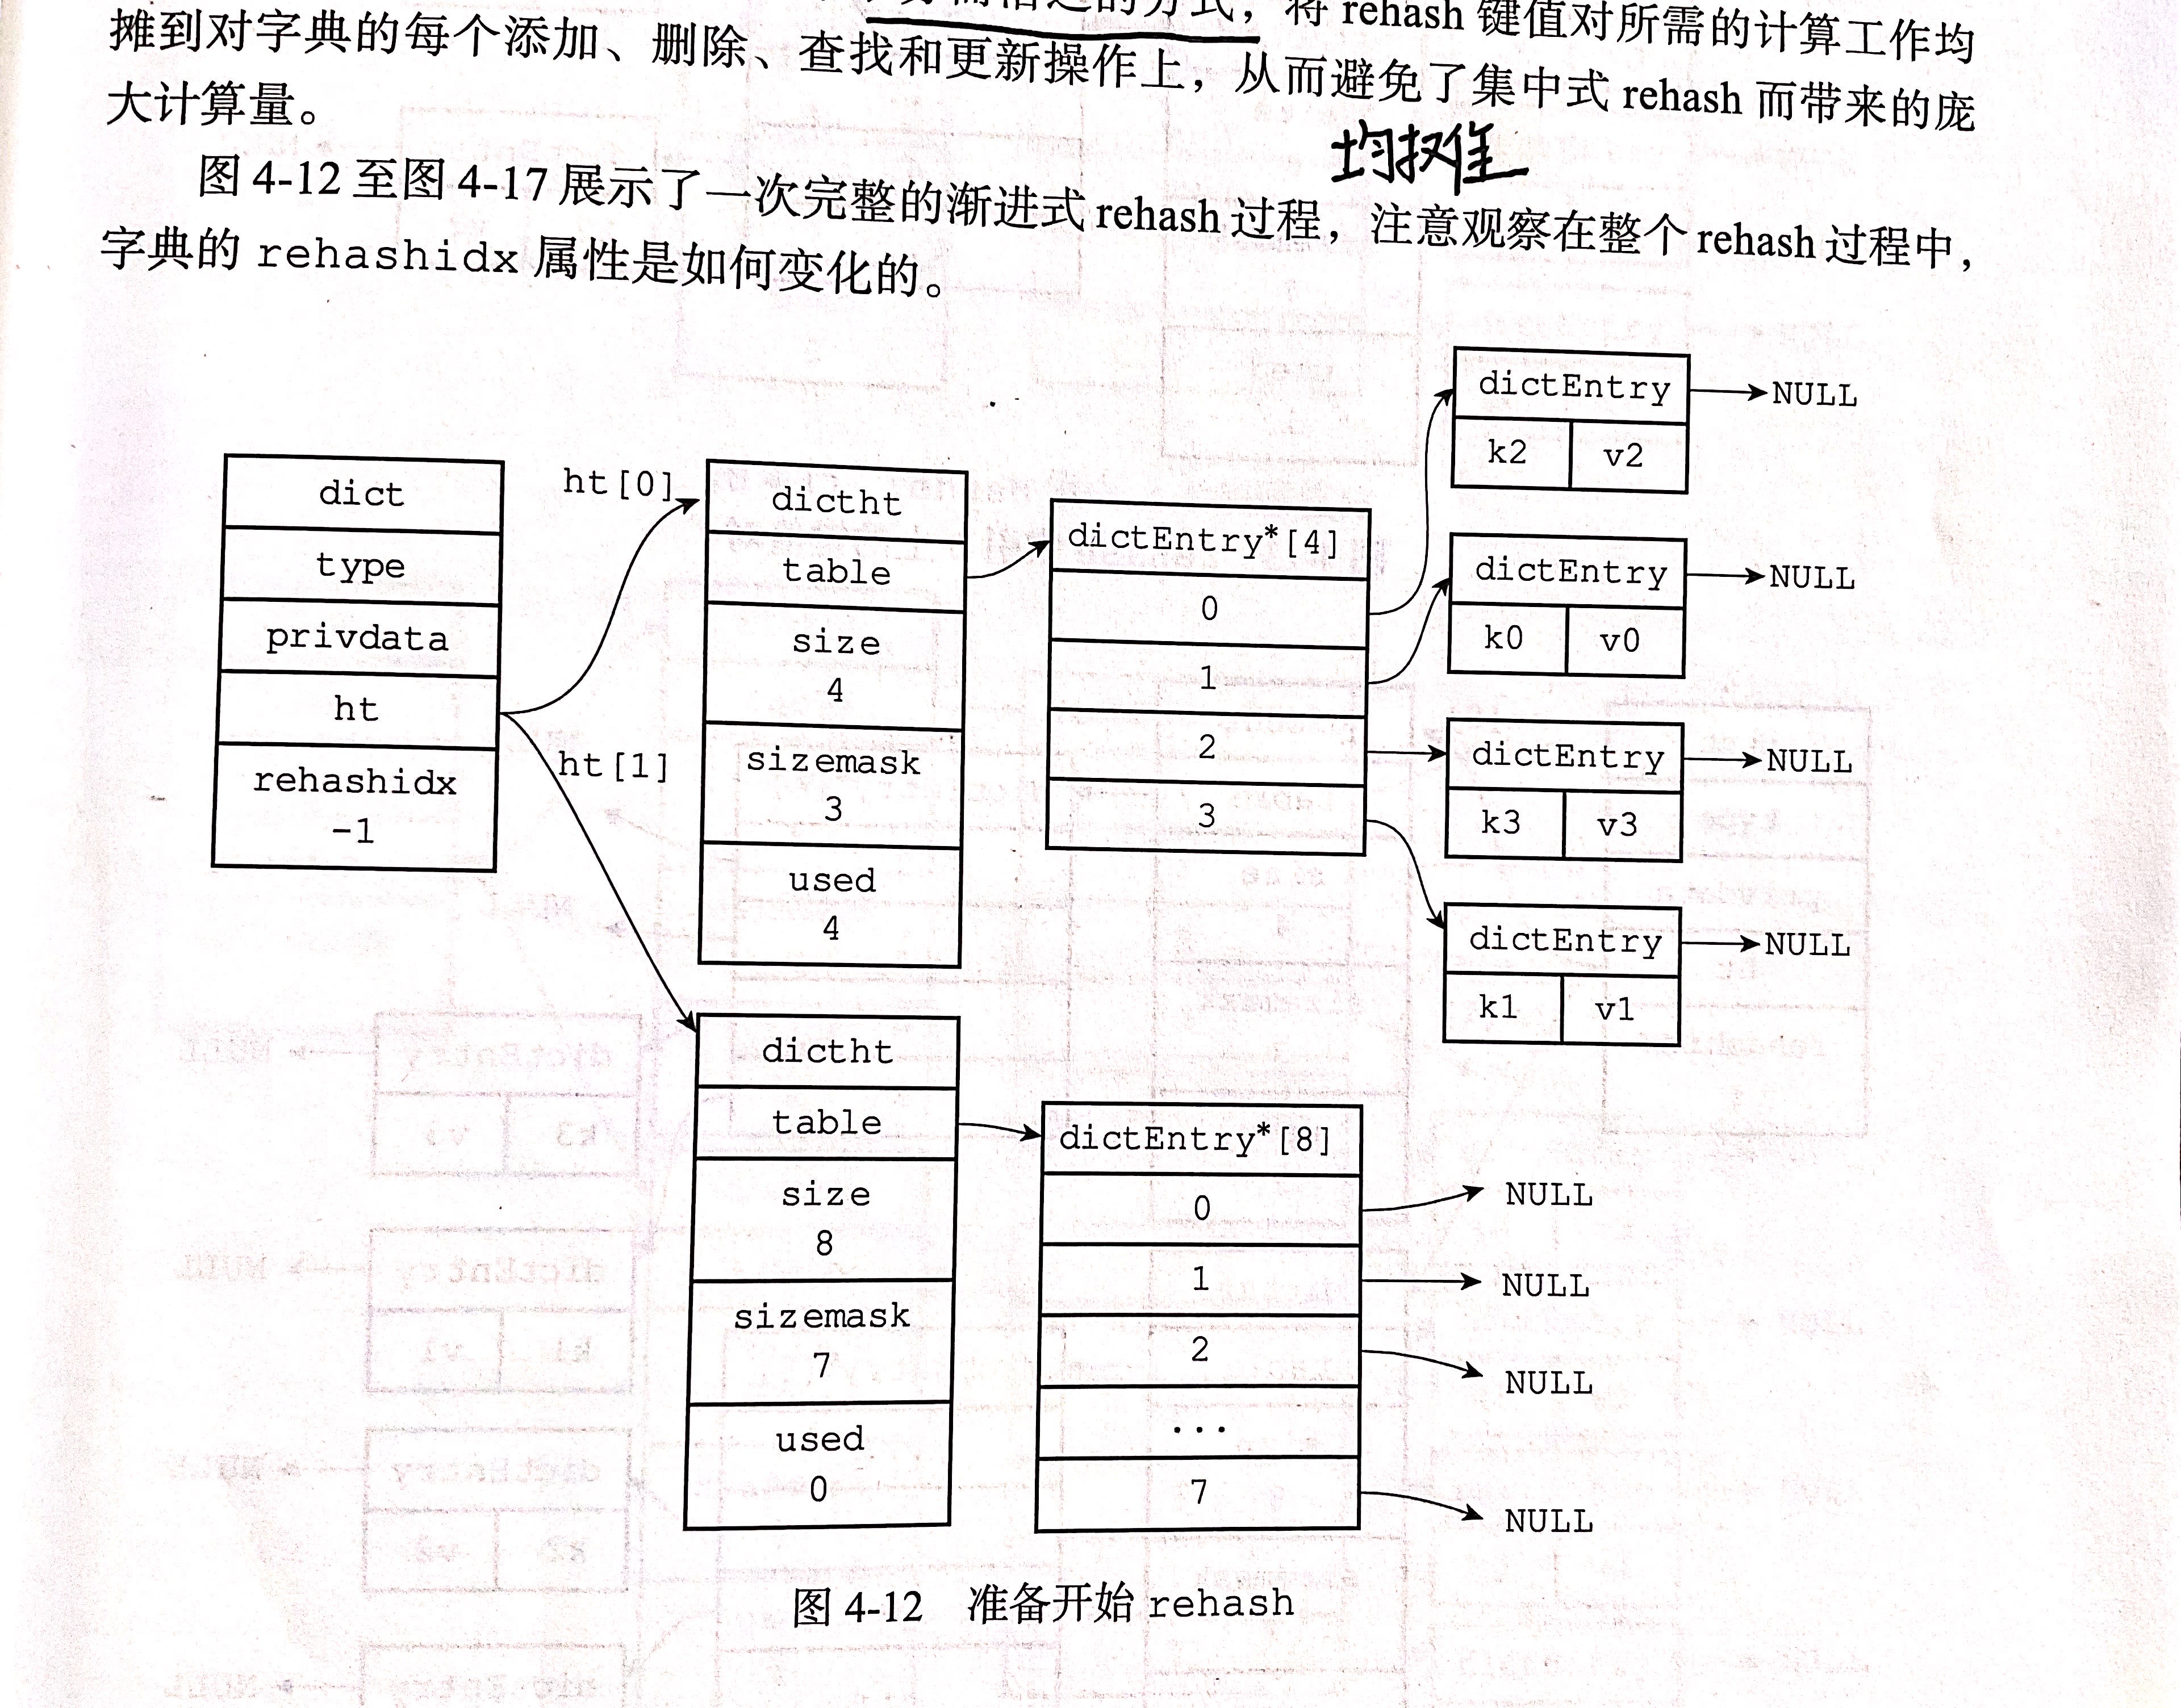 的方式，将 rehash 键值对所需的计算工作均
摊到对字典的每个添加、删除、查找和更新操作上，从而避免了集中式 rehash 而带来的庞
大计算量。
均摊
图 4-12 至图 4-17 展示了一次完整的渐进式 rehash 过程，注意观察在整个 rehash 过程中，
字典的 rehashidx 属性是如何变化的。
dict
type
privdata
ht
rehashidx
-1
ht[0]
ht[1]
dictht
table
size
4
sizemask
3
used
4
dictEntry*[4]
0
1
2
3
dictEntry
k2 v2
NULL
dictEntry
k0 v0
NULL
dictEntry
k3 v3
NULL
dictEntry
k1 v1
NULL
dictht
table
size
8
sizemask
7
used
0
dictEntry*[8]
0
1
2
...
7
NULL
NULL
NULL
NULL
图 4-12 准备开始 rehash